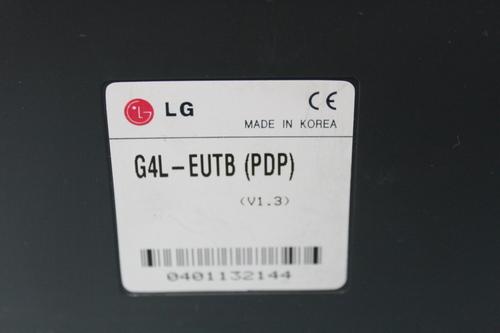 LG
CE
MADE IN KOREA
G4L-EUTB (PDP)
(V1.3)
0401132144